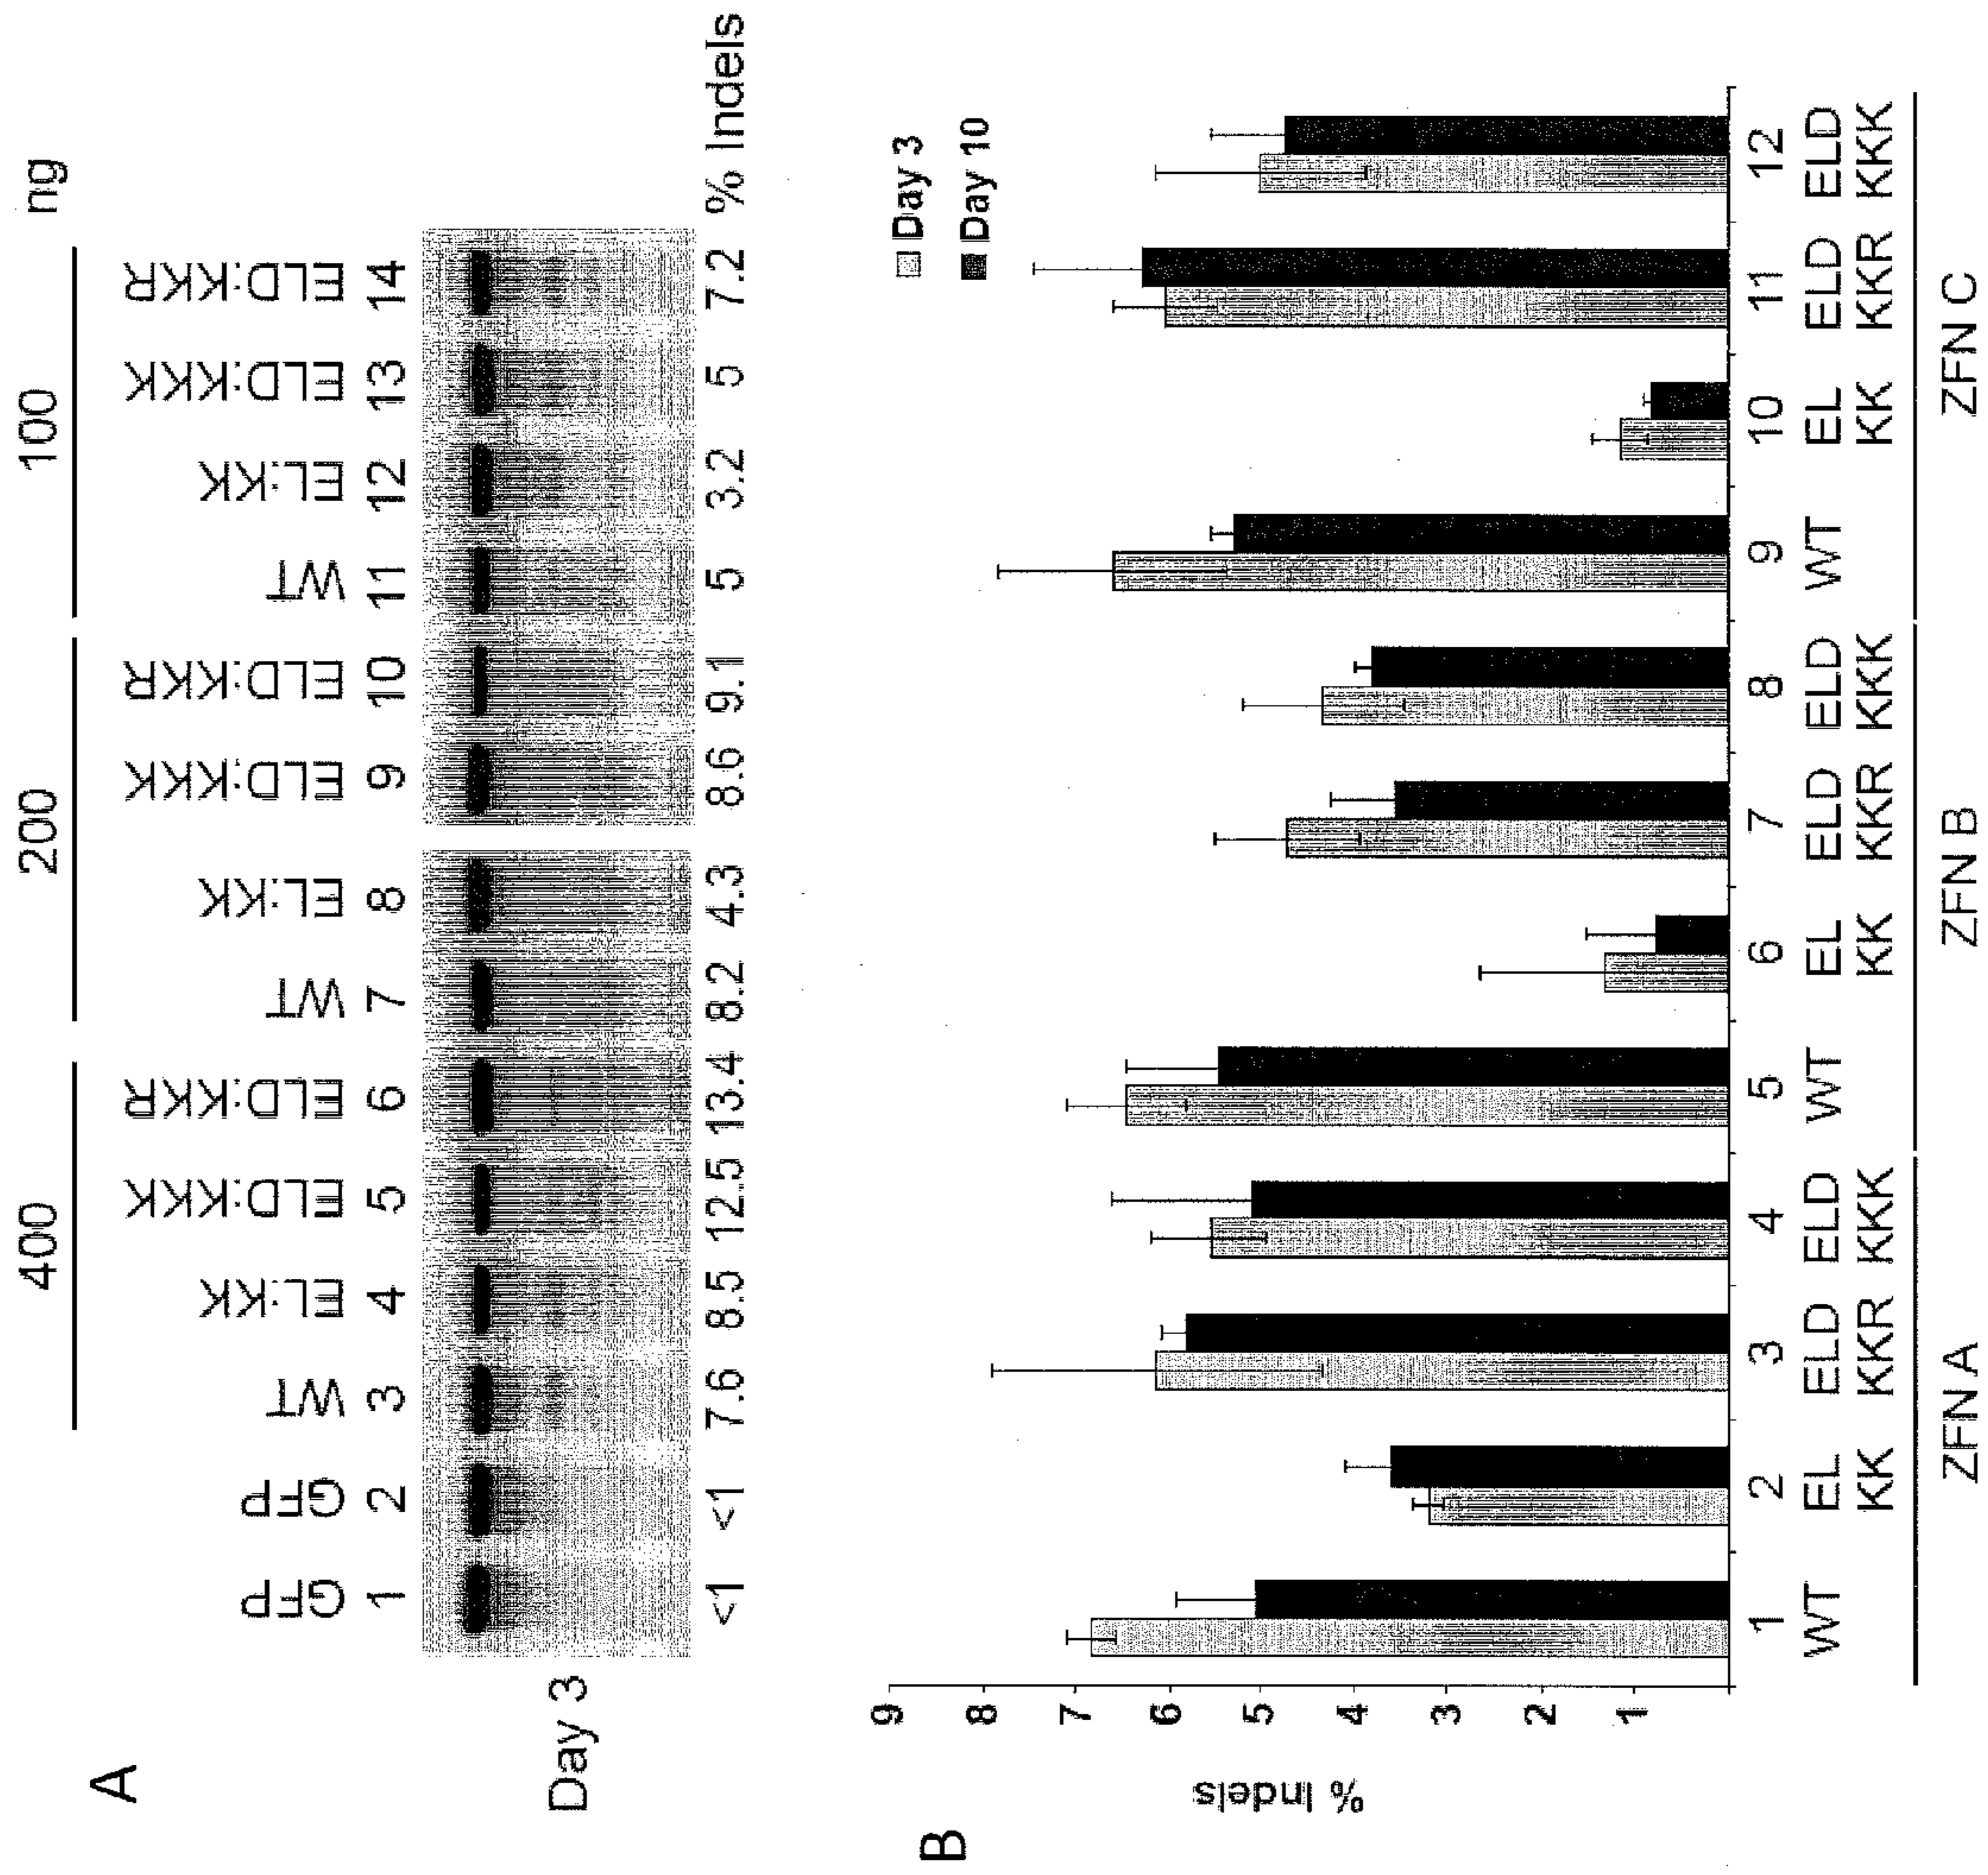 A
400
200
100
ng
GFP
GFP
WT
EL:KK
ELD:KKK
ELD:KKR
WT
EL:KK
ELD:KKK
ELD:KKR
WT
EL:KK
ELD:KKK
ELD:KKR
1 2 3 4 5 6 7 8 9 10 11 12 13 14
Day 3
<1 <1 7.6 8.5 12.5 13.4 8.2 4.3 8.6 9.1 5 3.2 5 7.2 % Indels
B
Day 3
Day 10
% Indels
9
8
7
6
5
4
3
2
1
1 2 3 4 5 6 7 8 9 10 11 12
WT EL ELD ELD WT EL ELD ELD WT EL ELD ELD
KK KKR KKK KK KKR KKK KK KKR KKK
ZFN A ZFN B ZFN C